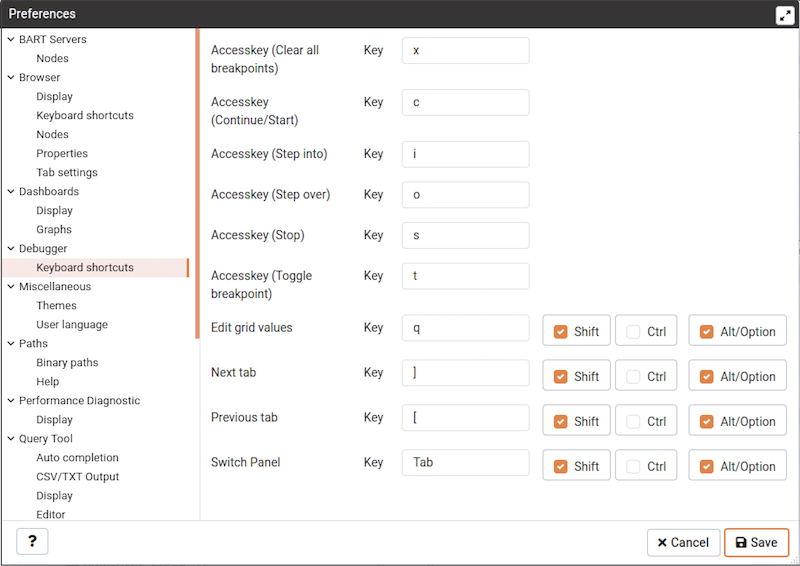 Preferences
BART Servers
Nodes
Browser
Display
Keyboard shortcuts
Nodes
Properties
Tab settings
Dashboards
Display
Graphs
Debugger
Keyboard shortcuts
Miscellaneous
Themes
User language
Paths
Binary paths
Help
Performance Diagnostic
Display
Query Tool
Auto completion
CSV/TXT Output
Display
Editor
Accesskey (Clear all
breakpoints)
Key
x
Accesskey
(Continue/Start)
Key
c
Accesskey (Step into)
Key
i
Accesskey (Step over)
Key
o
Accesskey (Stop)
Key
s
Accesskey (Toggle
breakpoint)
Key
t
Edit grid values
Key
q
Shift
Ctrl
Alt/Option
Next tab
Key
]
Shift
Ctrl
Alt/Option
Previous tab
Key
[
Shift
Ctrl
Alt/Option
Switch Panel
Key
Tab
Shift
Ctrl
Alt/Option
?
Cancel
Save